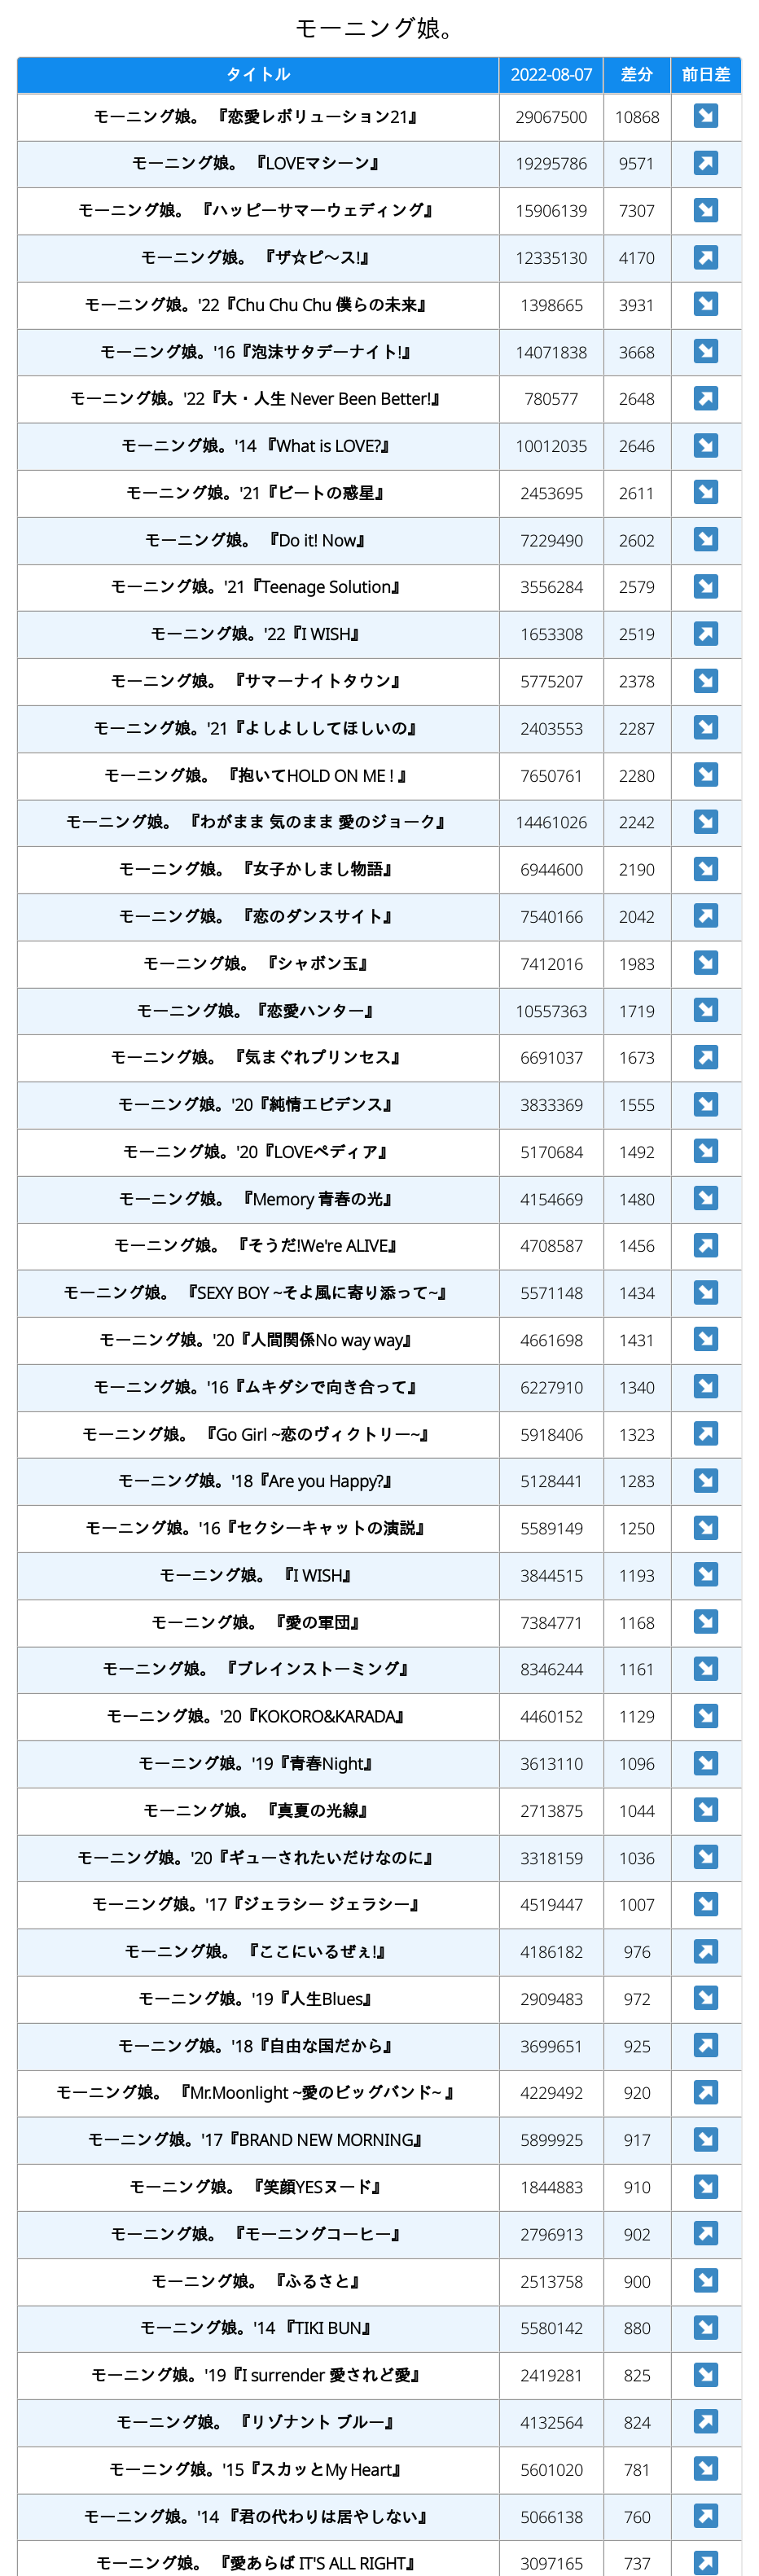 モーニング娘。
タイトル 2022-08-07 差分 前日差
モーニング娘。 『恋愛レボリューション21』 29067500 10868 ↘
モーニング娘。 『LOVEマシーン』 19295786 9571 ↗
モーニング娘。 『ハッピーサマーウェディング』 15906139 7307 ↘
モーニング娘。 『ザ☆ピ〜ス!』 12335130 4170 ↗
モーニング娘。'22『Chu Chu Chu 僕らの未来』 1398665 3931 ↘
モーニング娘。'16『泡沫サタデーナイト!』 14071838 3668 ↘
モーニング娘。'22『大・人生 Never Been Better!』 780577 2648 ↗
モーニング娘。'14 『What is LOVE?』 10012035 2646 ↘
モーニング娘。'21『ビートの惑星』 2453695 2611 ↘
モーニング娘。 『Do it! Now』 7229490 2602 ↘
モーニング娘。'21『Teenage Solution』 3556284 2579 ↘
モーニング娘。'22『I WISH』 1653308 2519 ↗
モーニング娘。 『サマーナイトタウン』 5775207 2378 ↘
モーニング娘。'21『よしよししてほしいの』 2403553 2287 ↘
モーニング娘。 『抱いてHOLD ON ME ! 』 7650761 2280 ↘
モーニング娘。 『わがまま 気のまま 愛のジョーク』 14461026 2242 ↘
モーニング娘。 『女子かしまし物語』 6944600 2190 ↘
モーニング娘。 『恋のダンスサイト』 7540166 2042 ↗
モーニング娘。 『シャボン玉』 7412016 1983 ↘
モーニング娘。『恋愛ハンター』 10557363 1719 ↘
モーニング娘。 『気まぐれプリンセス』 6691037 1673 ↗
モーニング娘。'20『純情エビデンス』 3833369 1555 ↘
モーニング娘。'20『LOVEペディア』 5170684 1492 ↘
モーニング娘。 『Memory 青春の光』 4154669 1480 ↘
モーニング娘。 『そうだ!We're ALIVE』 4708587 1456 ↗
モーニング娘。 『SEXY BOY ~そよ風に寄り添って~』 5571148 1434 ↘
モーニング娘。'20『人間関係No way way』 4661698 1431 ↘
モーニング娘。'16『ムキダシで向き合って』 6227910 1340 ↘
モーニング娘。 『Go Girl ~恋のヴィクトリー~』 5918406 1323 ↗
モーニング娘。'18『Are you Happy?』 5128441 1283 ↘
モーニング娘。'16『セクシーキャットの演説』 5589149 1250 ↘
モーニング娘。 『I WISH』 3844515 1193 ↘
モーニング娘。 『愛の軍団』 7384771 1168 ↘
モーニング娘。 『ブレインストーミング』 8346244 1161 ↘
モーニング娘。'20『KOKORO&KARADA』 4460152 1129 ↘
モーニング娘。'19『青春Night』 3613110 1096 ↘
モーニング娘。 『真夏の光線』 2713875 1044 ↘
モーニング娘。'20『ギューされたいだけなのに』 3318159 1036 ↘
モーニング娘。'17『ジェラシー ジェラシー』 4519447 1007 ↘
モーニング娘。 『ここにいるぜぇ!』 4186182 976 ↗
モーニング娘。'19『人生Blues』 2909483 972 ↘
モーニング娘。'18『自由な国だから』 3699651 925 ↗
モーニング娘。 『Mr.Moonlight ~愛のビッグバンド~ 』 4229492 920 ↗
モーニング娘。'17『BRAND NEW MORNING』 5899925 917 ↘
モーニング娘。 『笑顔YESヌード』 1844883 910 ↘
モーニング娘。 『モーニングコーヒー』 2796913 902 ↗
モーニング娘。 『ふるさと』 2513758 900 ↘
モーニング娘。'14 『TIKI BUN』 5580142 880 ↘
モーニング娘。'19『I surrender 愛されど愛』 2419281 825 ↘
モーニング娘。 『リゾナント ブルー』 4132564 824 ↗
モーニング娘。'15『スカッとMy Heart』 5601020 781 ↘
モーニング娘。'14 『君の代わりは居やしない』 5066138 760 ↗
モーニング娘。 『愛あらば IT'S ALL RIGHT』 3097165 737 ↗